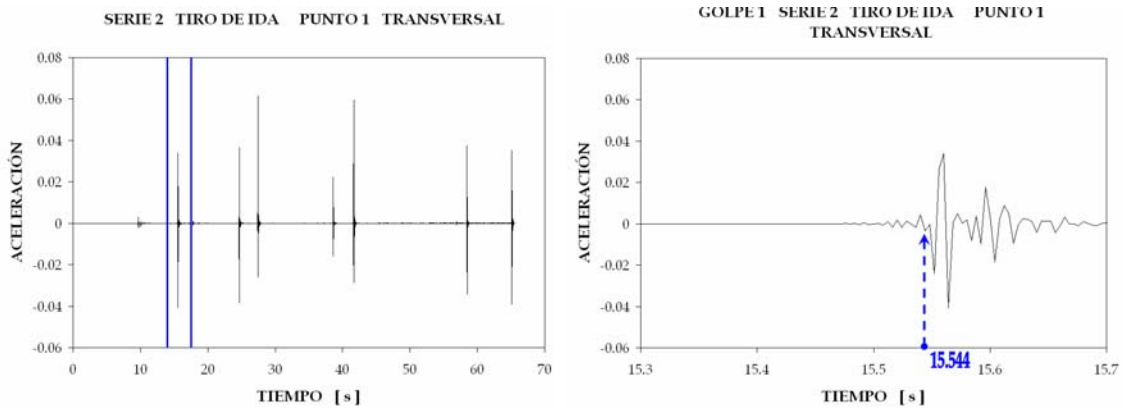 SERIE 2 TIRO DE IDA PUNTO 1 TRANSVERSAL
0.08
0.06
0.04
0.02
0
-0.02
-0.04
-0.06
ACELERACIÓN
0 10 20 30 40 50 60 70
TIEMPO [ s ]
GOLPE 1 SERIE 2 TIRO DE IDA PUNTO 1
TRANSVERSAL
0.08
0.06
0.04
0.02
0
-0.02
-0.04
-0.06
ACELERACIÓN
15.544
15.3 15.4 15.5 15.6 15.7
TIEMPO [ s ]